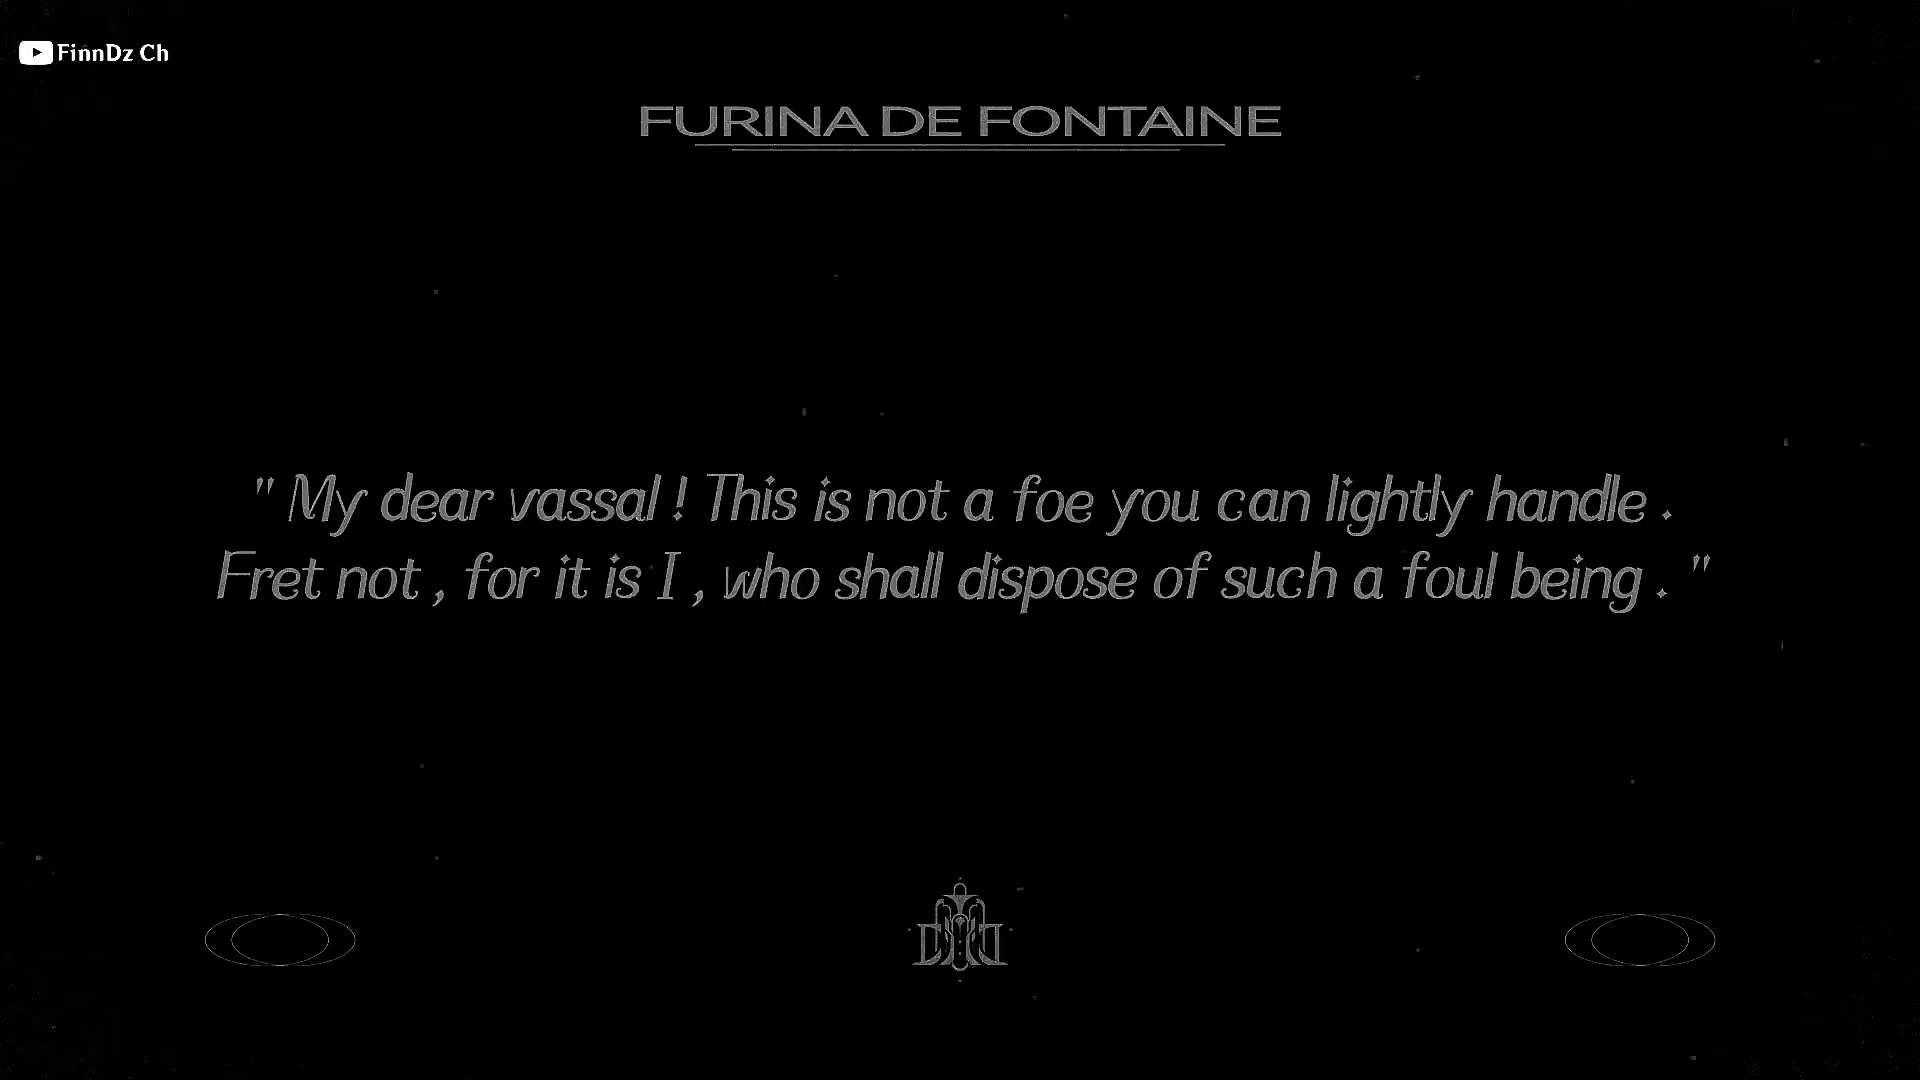 FinnDz Ch
FURINA DE FONTAINE
" My dear vassal ! This is not a foe you can lightly handle .
Fret not , for it is I , who shall dispose of such a foul being . "